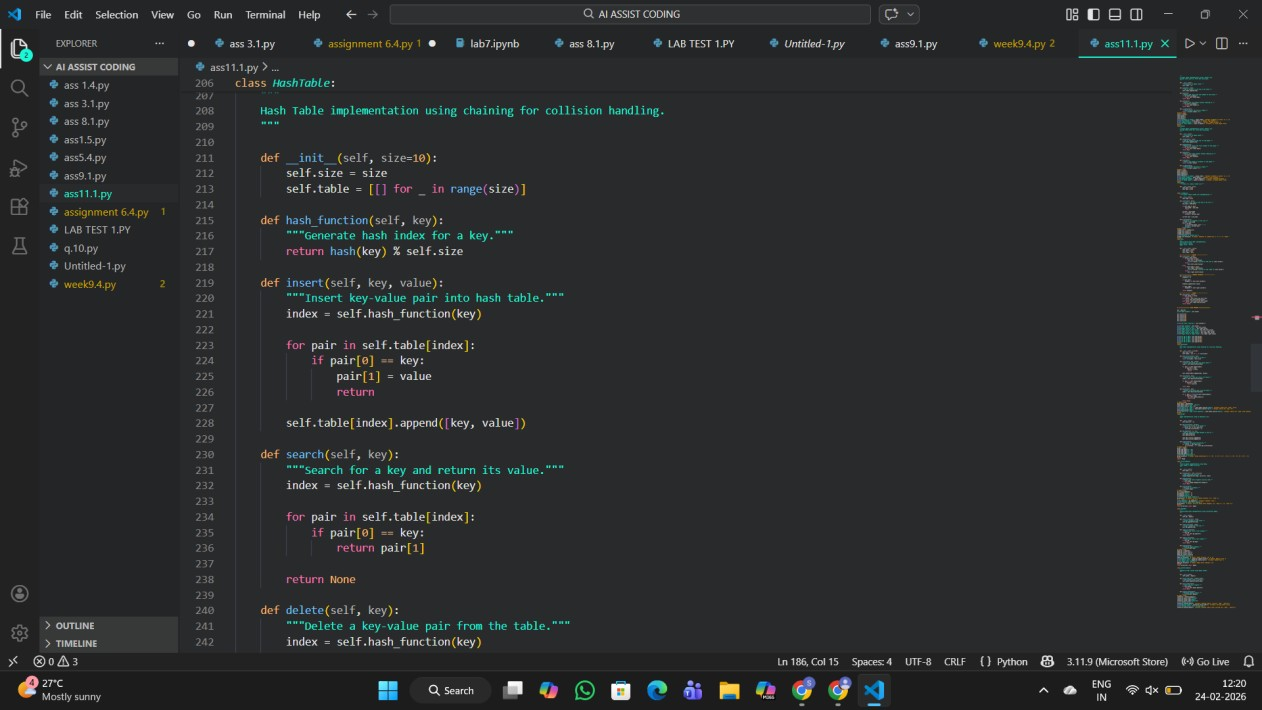 File Edit Selection View Go Run Terminal Help
AI ASSIST CODING
EXPLORER
ass 3.1.py
assignment 6.4.py 1
lab7.ipynb
ass 8.1.py
LAB TEST 1.PY
Untitled-1.py
ass9.1.py
week9.4.py 2
ass11.1.py
2
AI ASSIST CODING
ass 1.4.py
ass 3.1.py
ass 8.1.py
ass1.5.py
ass5.4.py
ass9.1.py
ass11.1.py
assignment 6.4.py 1
LAB TEST 1.PY
q.10.py
Untitled-1.py
week9.4.py 2
OUTLINE
TIMELINE
ass11.1.py > ...
206 class HashTable:
207 """
208 Hash Table implementation using chaining for collision handling.
209 """
210
211 def __init__(self, size=10):
212 self.size = size
213 self.table = [[] for _ in range(size)]
214
215 def hash_function(self, key):
216 """Generate hash index for a key."""
217 return hash(key) % self.size
218
219 def insert(self, key, value):
220 """Insert key-value pair into hash table."""
221 index = self.hash_function(key)
222
223 for pair in self.table[index]:
224 if pair[0] == key:
225 pair[1] = value
226 return
227
228 self.table[index].append([key, value])
229
230 def search(self, key):
231 """Search for a key and return its value."""
232 index = self.hash_function(key)
233
234 for pair in self.table[index]:
235 if pair[0] == key:
236 return pair[1]
237
238 return None
239
240 def delete(self, key):
241 """Delete a key-value pair from the table."""
242 index = self.hash_function(key)
0 3
Ln 186, Col 15 Spaces: 4 UTF-8 CRLF { } Python 3.11.9 (Microsoft Store) Go Live
4
27°C
Mostly sunny
Search
ENG
IN
12:20
24-02-2026